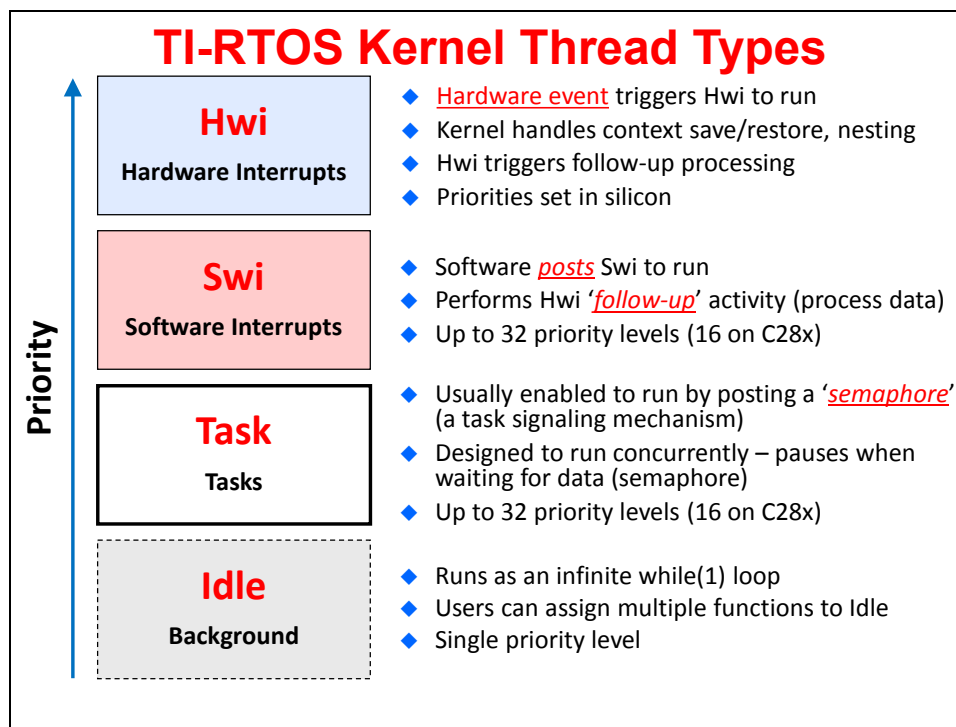 TI-RTOS Kernel Thread Types
Priority
Hwi
Hardware Interrupts
◆ Hardware event triggers Hwi to run
◆ Kernel handles context save/restore, nesting
◆ Hwi triggers follow-up processing
◆ Priorities set in silicon
Swi
Software Interrupts
◆ Software posts Swi to run
◆ Performs Hwi ‘follow-up’ activity (process data)
◆ Up to 32 priority levels (16 on C28x)
Task
Tasks
◆ Usually enabled to run by posting a ‘semaphore’
(a task signaling mechanism)
◆ Designed to run concurrently – pauses when
waiting for data (semaphore)
◆ Up to 32 priority levels (16 on C28x)
Idle
Background
◆ Runs as an infinite while(1) loop
◆ Users can assign multiple functions to Idle
◆ Single priority level